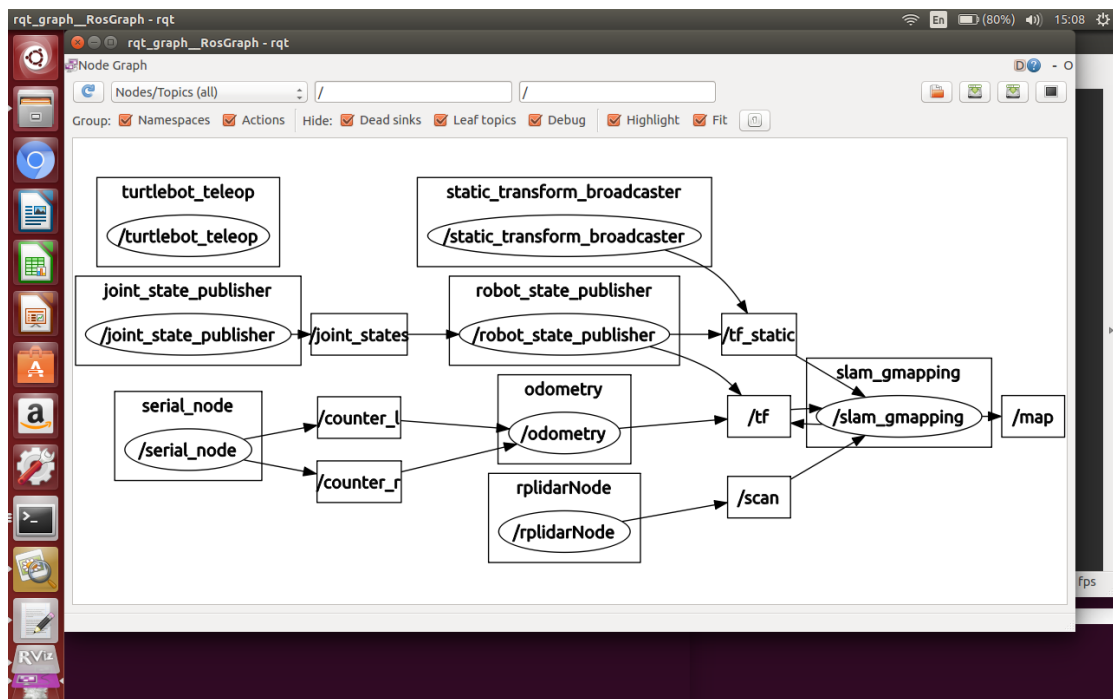 rqt_graph__RosGraph - rqt
En (80%) 15:08
rqt_graph__RosGraph - rqt
Node Graph
D ? - O
Nodes/Topics (all) / /
Group: Namespaces Actions Hide: Dead sinks Leaf topics Debug Highlight Fit
turtlebot_teleop
/turtlebot_teleop
static_transform_broadcaster
/static_transform_broadcaster
joint_state_publisher
/joint_state_publisher
/joint_states
robot_state_publisher
/robot_state_publisher
/tf_static
serial_node
/serial_node
/counter_l
/counter_r
odometry
/odometry
/tf
slam_gmapping
/slam_gmapping
/map
rplidarNode
/rplidarNode
/scan
fps
A
a
>_
RViz